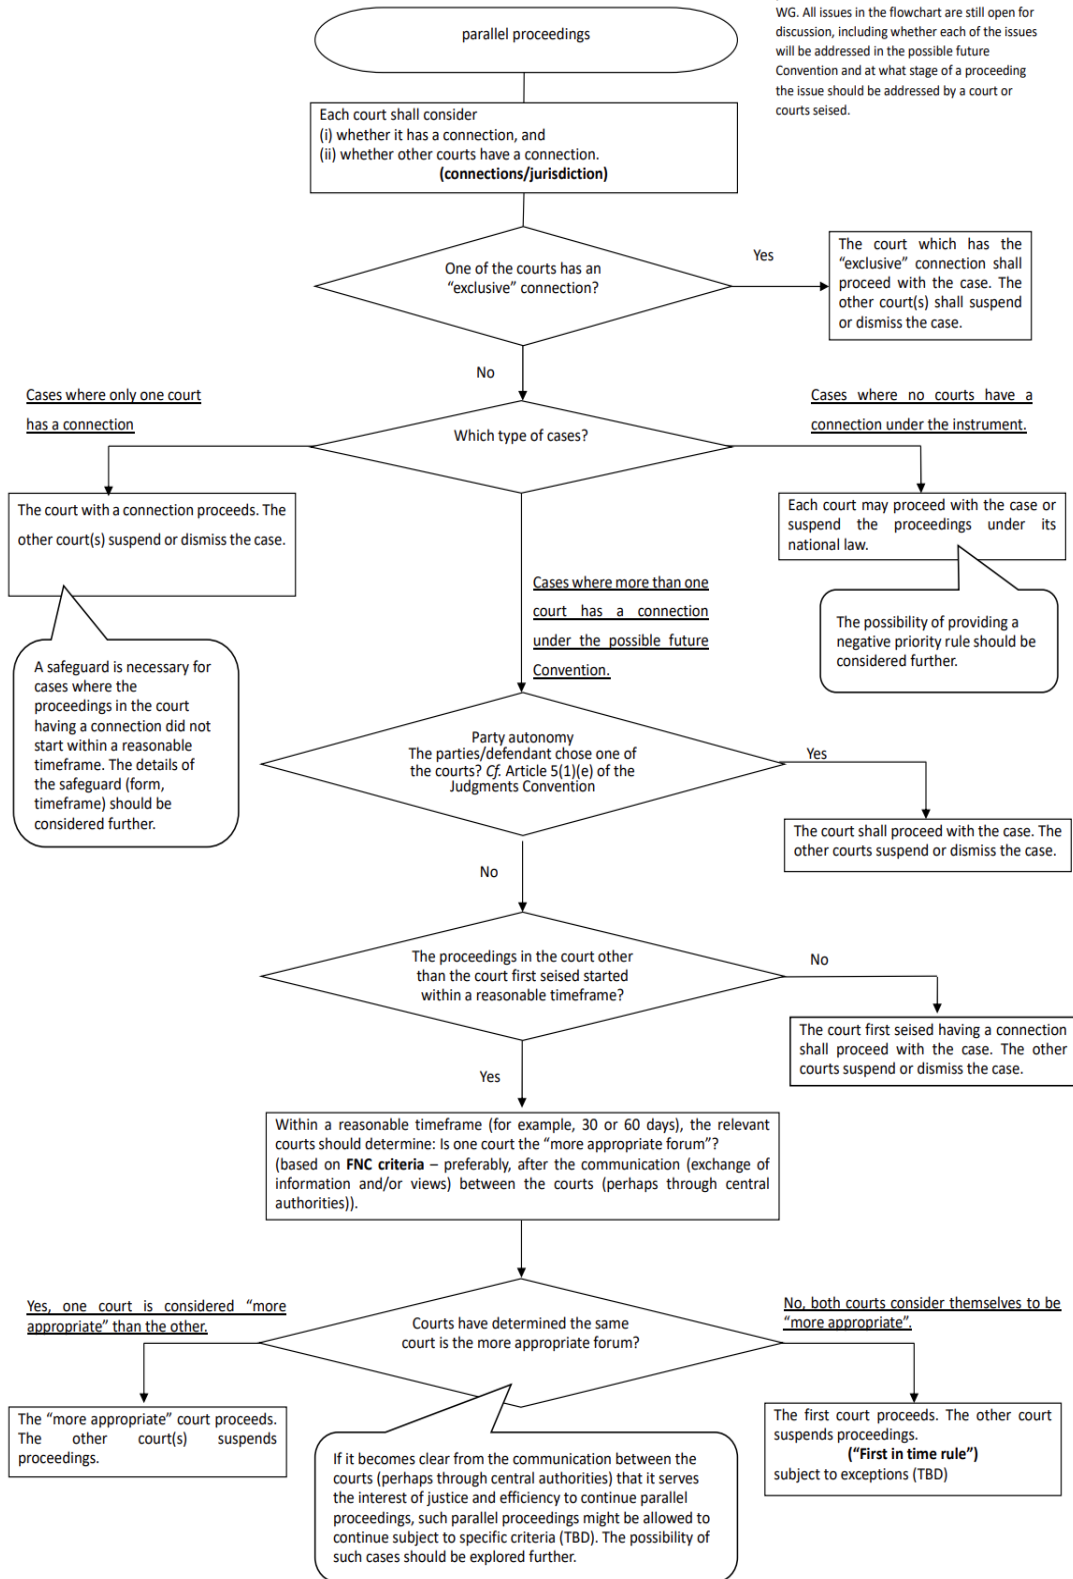 WG. All issues in the flowchart are still open for
discussion, including whether each of the issues
will be addressed in the possible future
Convention and at what stage of a proceeding
the issue should be addressed by a court or
courts seised.
parallel proceedings
Each court shall consider
(i) whether it has a connection, and
(ii) whether other courts have a connection.
(connections/jurisdiction)
One of the courts has an
“exclusive” connection?
Yes
The court which has the
“exclusive” connection shall
proceed with the case. The
other court(s) shall suspend
or dismiss the case.
No
Cases where only one court
has a connection
Which type of cases?
Cases where no courts have a
connection under the instrument.
The court with a connection proceeds. The
other court(s) suspend or dismiss the case.
Each court may proceed with the case or
suspend the proceedings under its
national law.
Cases where more than one
court has a connection
under the possible future
Convention.
The possibility of providing a
negative priority rule should be
considered further.
A safeguard is necessary for
cases where the
proceedings in the court
having a connection did not
start within a reasonable
timeframe. The details of
the safeguard (form,
timeframe) should be
considered further.
Party autonomy
The parties/defendant chose one of
the courts? Cf. Article 5(1)(e) of the
Judgments Convention
Yes
The court shall proceed with the case. The
other courts suspend or dismiss the case.
No
The proceedings in the court other
than the court first seised started
within a reasonable timeframe?
No
The court first seised having a connection
shall proceed with the case. The other
courts suspend or dismiss the case.
Yes
Within a reasonable timeframe (for example, 30 or 60 days), the relevant
courts should determine: Is one court the “more appropriate forum”?
(based on FNC criteria – preferably, after the communication (exchange of
information and/or views) between the courts (perhaps through central
authorities)).
Yes, one court is considered “more
appropriate” than the other.
Courts have determined the same
court is the more appropriate forum?
No, both courts consider themselves to be
“more appropriate”.
The “more appropriate” court proceeds.
The other court(s) suspends
proceedings.
The first court proceeds. The other court
suspends proceedings.
(“First in time rule”)
subject to exceptions (TBD)
If it becomes clear from the communication between the
courts (perhaps through central authorities) that it serves
the interest of justice and efficiency to continue parallel
proceedings, such parallel proceedings might be allowed to
continue subject to specific criteria (TBD). The possibility of
such cases should be explored further.